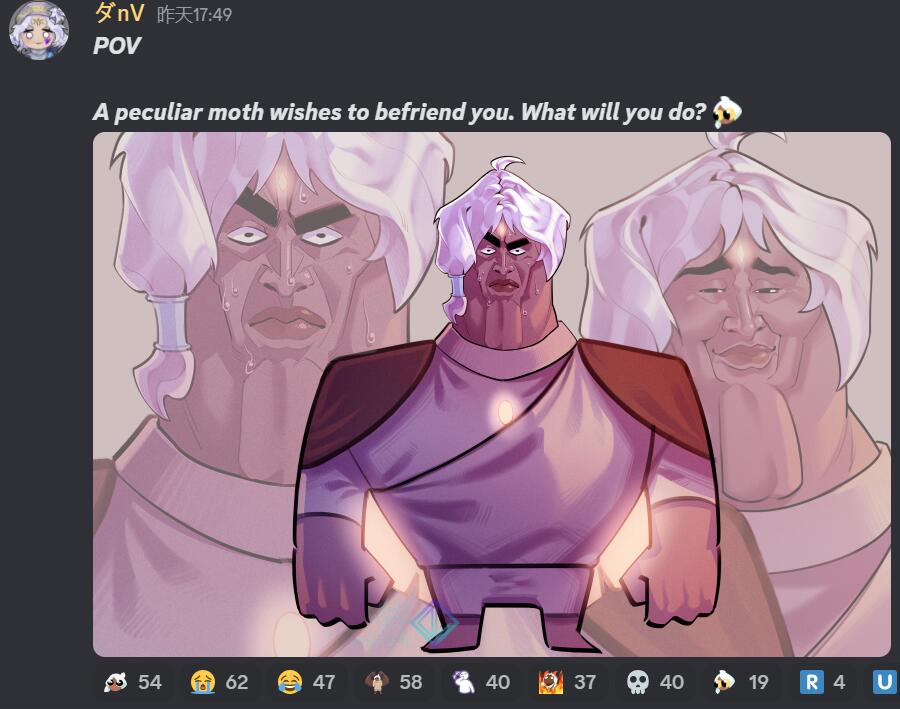 ダnV 昨天17:49
POV
A peculiar moth wishes to befriend you. What will you do?
54 62 47 58 40 37 40 19 R 4 U